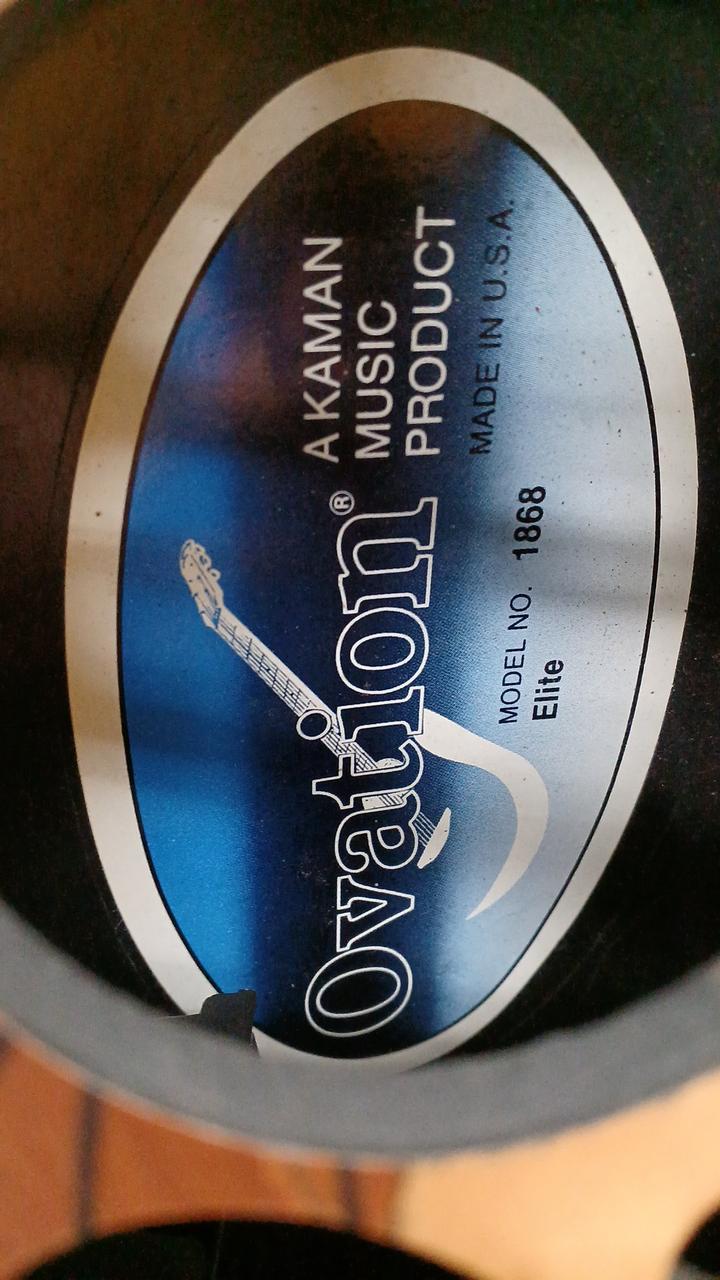 Ovation®
A KAMAN
MUSIC
PRODUCT
MADE IN U.S.A.
MODEL NO. 1868
Elite